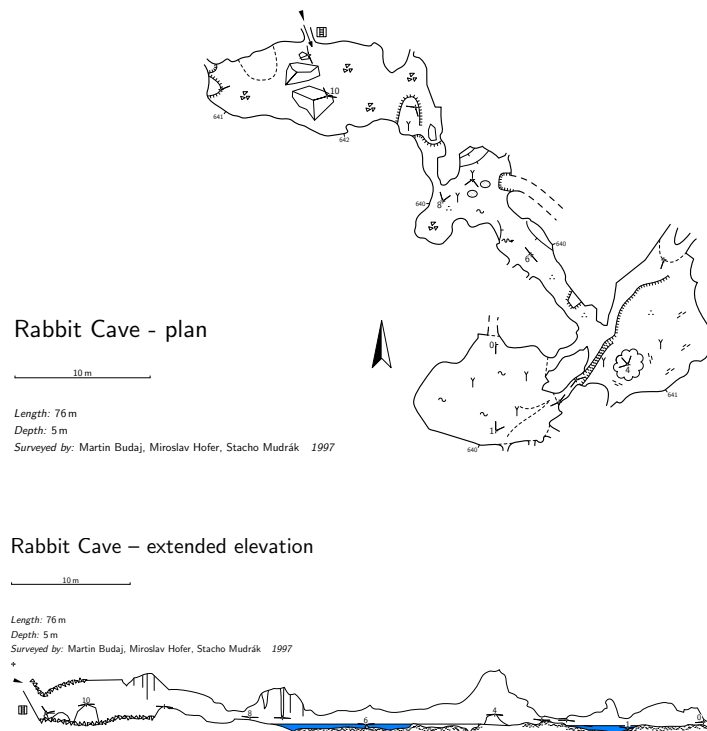 10
641
642
640
8
6
640
Rabbit Cave - plan
0
10 m
4
641
Length: 76 m
Depth: 5 m
1
Surveyed by: Martin Budaj, Miroslav Hofer, Stacho Mudrák 1997
640
Rabbit Cave – extended elevation
10 m
Length: 76 m
Depth: 5 m
Surveyed by: Martin Budaj, Miroslav Hofer, Stacho Mudrák 1997
10
8
6
4
1
0